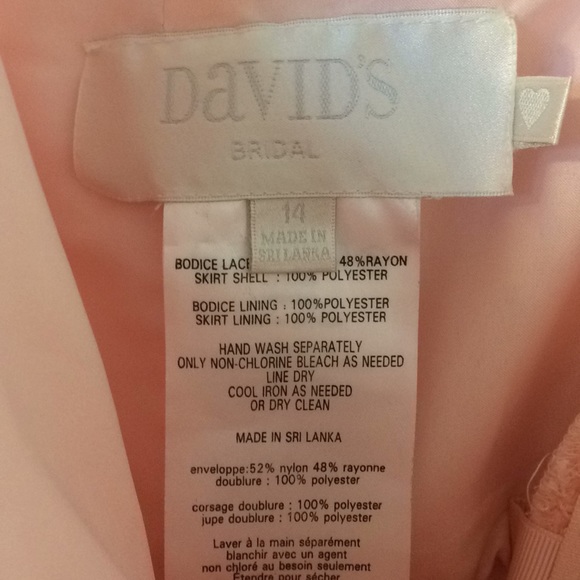 DaVID'S
BRIDAL
14
MADE IN
SRI LANKA
BODICE LACE 48%RAYON
SKIRT SHELL : 100% POLYESTER
BODICE LINING : 100%POLYESTER
SKIRT LINING : 100% POLYESTER
HAND WASH SEPARATELY
ONLY NON-CHLORINE BLEACH AS NEEDED
LINE DRY
COOL IRON AS NEEDED
OR DRY CLEAN
MADE IN SRI LANKA
enveloppe:52% nylon 48% rayonne
doublure : 100% polyester
corsage doublure : 100% polyester
jupe doublure : 100% polyester
Laver à la main séparément
blanchir avec un agent
non chloré au besoin seulement
Étendre pour sécher